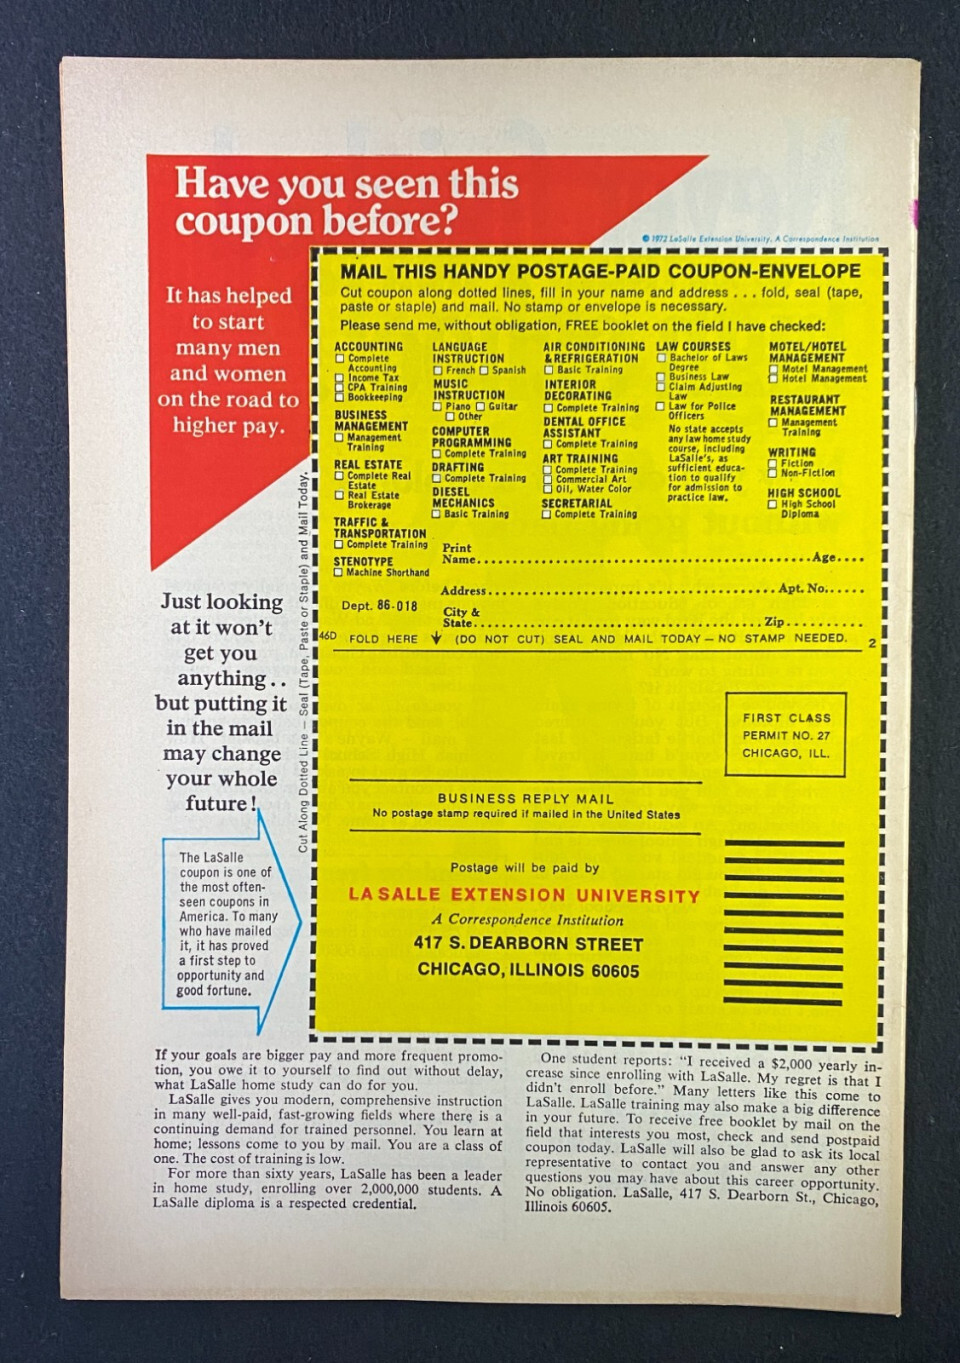 Have you seen this
coupon before?
© 1972 LaSalle Extension University, A Correspondence Institution
It has helped
to start
many men
and women
on the road to
higher pay.
Just looking
at it won't
get you
anything..
but putting it
in the mail
may change
your whole
future!
The LaSalle
coupon is one of
the most often-
seen coupons in
America. To many
who have mailed
it, it has proved
a first step to
opportunity and
good fortune.
Cut Along Dotted Line — Seal (Tape, Paste or Staple) and Mail Today.
MAIL THIS HANDY POSTAGE-PAID COUPON-ENVELOPE
Cut coupon along dotted lines, fill in your name and address . . . fold, seal (tape,
paste or staple) and mail. No stamp or envelope is necessary.
Please send me, without obligation, FREE booklet on the field I have checked:
ACCOUNTING
Complete
Accounting
Income Tax
CPA Training
Bookkeeping
BUSINESS
MANAGEMENT
Management
Training
REAL ESTATE
Complete Real
Estate
Real Estate
Brokerage
TRAFFIC &
TRANSPORTATION
Complete Training
STENOTYPE
Machine Shorthand
LANGUAGE
INSTRUCTION
French Spanish
MUSIC
INSTRUCTION
Piano Guitar
Other
COMPUTER
PROGRAMMING
Complete Training
DRAFTING
Complete Training
DIESEL
MECHANICS
Basic Training
AIR CONDITIONING
& REFRIGERATION
Basic Training
INTERIOR
DECORATING
Complete Training
DENTAL OFFICE
ASSISTANT
Complete Training
ART TRAINING
Complete Training
Commercial Art
Oil, Water Color
SECRETARIAL
Complete Training
LAW COURSES
Bachelor of Laws
Degree
Business Law
Claim Adjusting
Law
Law for Police
Officers
No state accepts
any law home study
course, including
LaSalle's, as
sufficient educa-
tion to qualify
for admission to
practice law.
MOTEL/HOTEL
MANAGEMENT
Motel Management
Hotel Management
RESTAURANT
MANAGEMENT
Management
Training
WRITING
Fiction
Non-Fiction
HIGH SCHOOL
High School
Diploma
Print
Name Age
Address Apt. No.
Dept. 86-018
City &
State Zip
46D FOLD HERE (DO NOT CUT) SEAL AND MAIL TODAY — NO STAMP NEEDED. 2
FIRST CLASS
PERMIT NO. 27
CHICAGO, ILL.
BUSINESS REPLY MAIL
No postage stamp required if mailed in the United States
Postage will be paid by
LA SALLE EXTENSION UNIVERSITY
A Correspondence Institution
417 S. DEARBORN STREET
CHICAGO, ILLINOIS 60605
If your goals are bigger pay and more frequent promo-
tion, you owe it to yourself to find out without delay,
what LaSalle home study can do for you.
LaSalle gives you modern, comprehensive instruction
in many well-paid, fast-growing fields where there is a
continuing demand for trained personnel. You learn at
home; lessons come to you by mail. You are a class of
one. The cost of training is low.
For more than sixty years, LaSalle has been a leader
in home study, enrolling over 2,000,000 students. A
LaSalle diploma is a respected credential.
One student reports: "I received a $2,000 yearly in-
crease since enrolling with LaSalle. My regret is that I
didn't enroll before." Many letters like this come to
LaSalle. LaSalle training may also make a big difference
in your future. To receive free booklet by mail on the
field that interests you most, check and send postpaid
coupon today. LaSalle will also be glad to ask its local
representative to contact you and answer any other
questions you may have about this career opportunity.
No obligation. LaSalle, 417 S. Dearborn St., Chicago,
Illinois 60605.